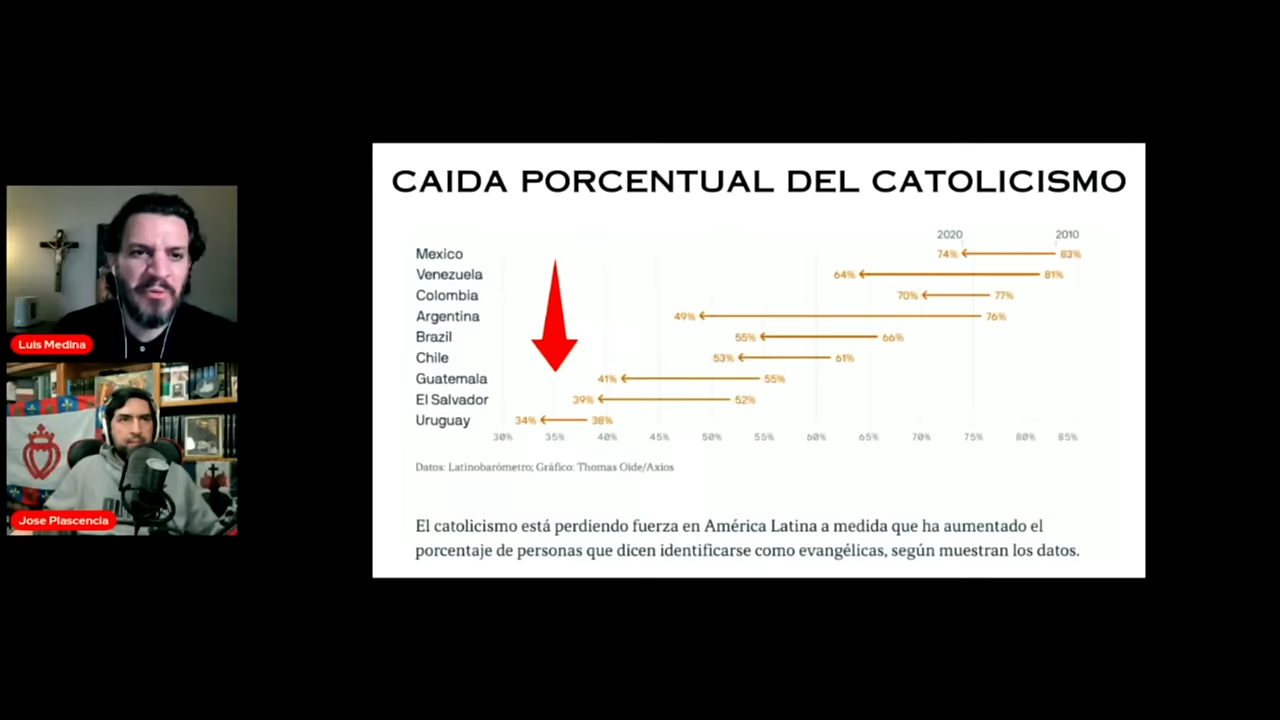 CAIDA PORCENTUAL DEL CATOLICISMO
2020 2010
Mexico 74% 83%
Venezuela 64% 81%
Colombia 70% 77%
Argentina 49% 76%
Brazil 55% 66%
Chile 53% 61%
Guatemala 41% 55%
El Salvador 39% 52%
Uruguay 34% 38%
30% 35% 40% 45% 50% 55% 60% 65% 70% 75% 80% 85%
Datos: Latinobarómetro; Gráfico: Thomas Oide/Axios
El catolicismo está perdiendo fuerza en América Latina a medida que ha aumentado el
porcentaje de personas que dicen identificarse como evangélicas, según muestran los datos.
Luis Medina
Jose Plascencia